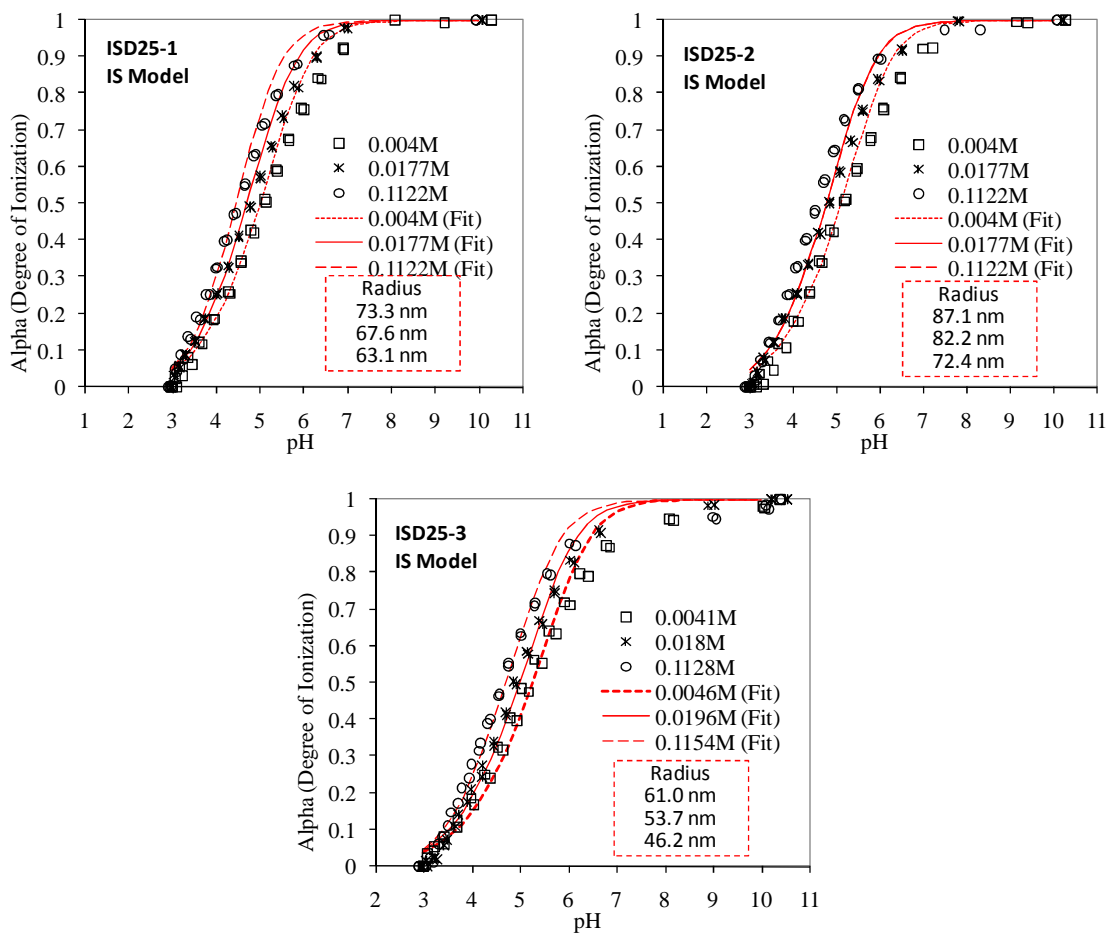 ISD25-1
IS Model
Alpha (Degree of Ionization)
1
0.9
0.8
0.7
0.6
0.5
0.4
0.3
0.2
0.1
0
0.004M
0.0177M
0.1122M
0.004M (Fit)
0.0177M (Fit)
0.1122M (Fit)
Radius
73.3 nm
67.6 nm
63.1 nm
1 2 3 4 5 6 7 8 9 10 11
pH
ISD25-2
IS Model
Alpha (Degree of Ionization)
1
0.9
0.8
0.7
0.6
0.5
0.4
0.3
0.2
0.1
0
0.004M
0.0177M
0.1122M
0.004M (Fit)
0.0177M (Fit)
0.1122M (Fit)
Radius
87.1 nm
82.2 nm
72.4 nm
1 2 3 4 5 6 7 8 9 10 11
pH
ISD25-3
IS Model
Alpha (Degree of Ionization)
1
0.9
0.8
0.7
0.6
0.5
0.4
0.3
0.2
0.1
0
0.0041M
0.018M
0.1128M
0.0046M (Fit)
0.0196M (Fit)
0.1154M (Fit)
Radius
61.0 nm
53.7 nm
46.2 nm
2 3 4 5 6 7 8 9 10 11
pH